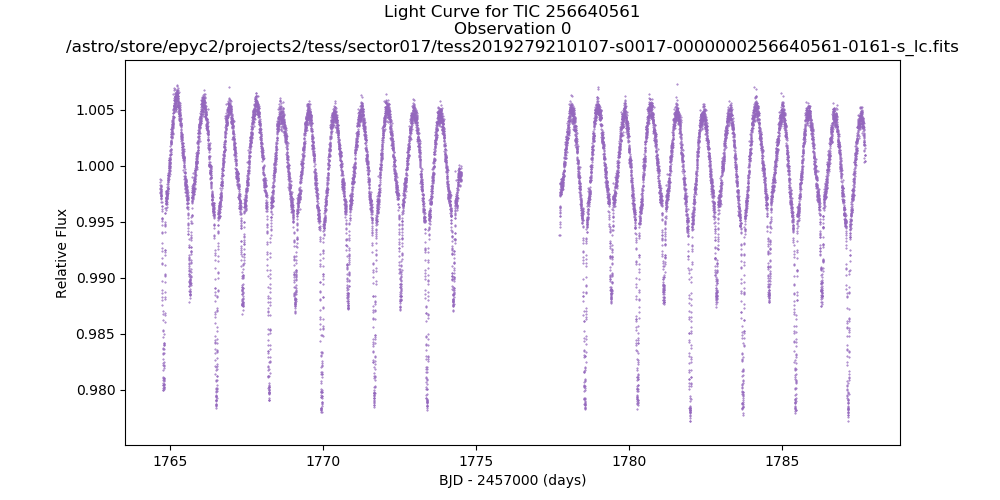 Light Curve for TIC 256640561
Observation 0
/astro/store/epyc2/projects2/tess/sector017/tess2019279210107-s0017-0000000256640561-0161-s_lc.fits
1.005
1.000
0.995
0.990
0.985
0.980
Relative Flux
1765
1770
1775
1780
1785
BJD - 2457000 (days)